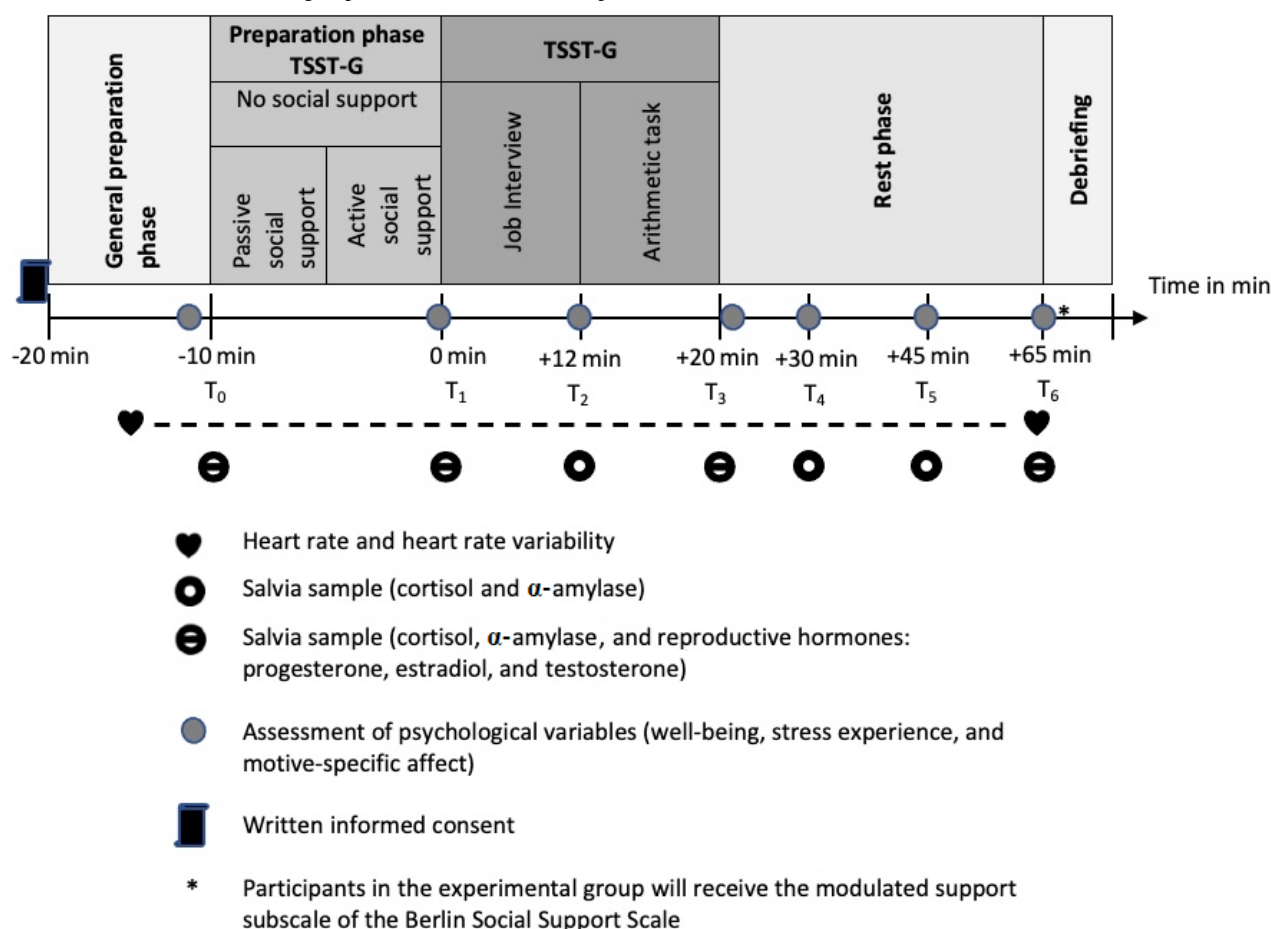 General preparation
phase
Preparation phase
TSST-G
No social support
Passive
social
support
Active
social
support
TSST-G
Job Interview
Arithmetic task
Rest phase
Debriefing
Time in min
-20 min
-10 min
0 min
+12 min
+20 min
+30 min
+45 min
+65 min
*
T₀
T₁
T₂
T₃
T₄
T₅
T₆
Heart rate and heart rate variability
Salvia sample (cortisol and α-amylase)
Salvia sample (cortisol, α-amylase, and reproductive hormones:
progesterone, estradiol, and testosterone)
Assessment of psychological variables (well-being, stress experience, and
motive-specific affect)
Written informed consent
* Participants in the experimental group will receive the modulated support
subscale of the Berlin Social Support Scale